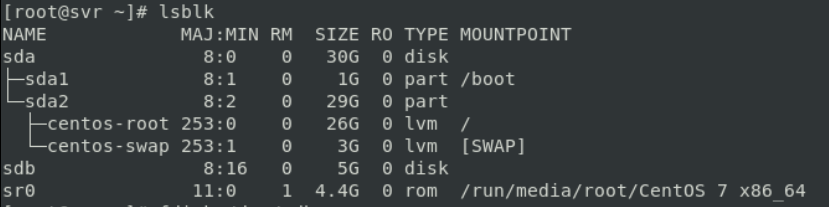 [root@svr ~]# lsblk
NAME            MAJ:MIN RM  SIZE RO TYPE MOUNTPOINT
sda               8:0    0   30G  0 disk
├─sda1            8:1    0    1G  0 part /boot
└─sda2            8:2    0   29G  0 part
  ├─centos-root 253:0    0   26G  0 lvm  /
  └─centos-swap 253:1    0    3G  0 lvm  [SWAP]
sdb               8:16   0    5G  0 disk
sr0              11:0    1  4.4G  0 rom  /run/media/root/CentOS 7 x86_64